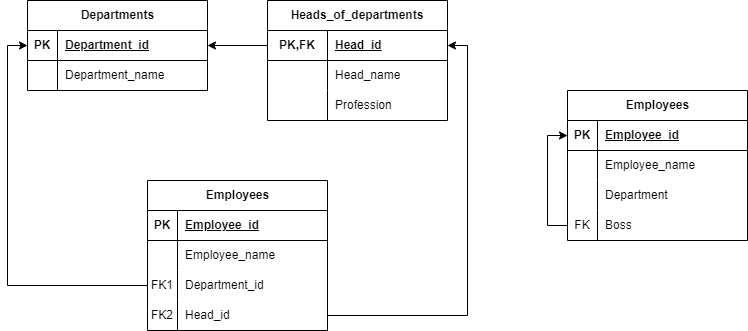 Departments
PK Department_id
Department_name
Heads_of_departments
PK,FK Head_id
Head_name
Profession
Employees
PK Employee_id
Employee_name
Department
FK Boss
Employees
PK Employee_id
Employee_name
FK1 Department_id
FK2 Head_id